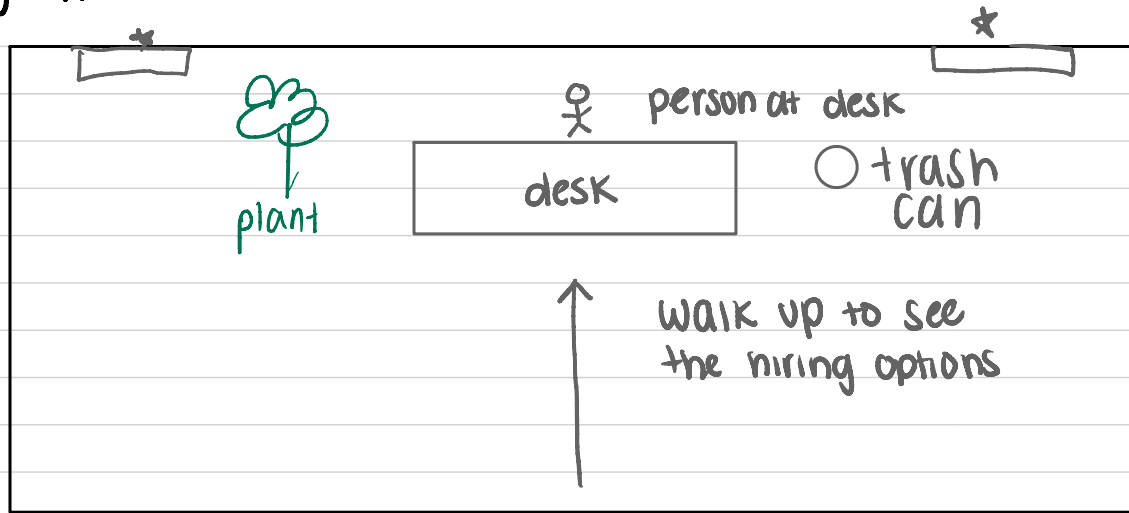 person at desk
desk
trash
can
plant
walk up to see
the hiring options